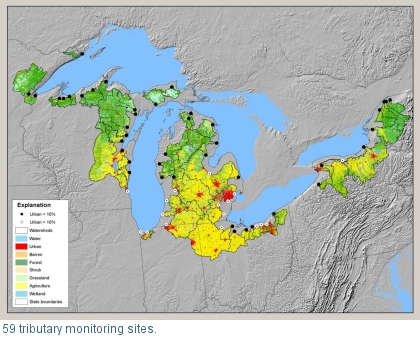 Explanation
Urban < 10%
Urban > 10%
Watersheds
Water
Urban
Barren
Forest
Shrub
Grassland
Agriculture
Wetland
State boundaries
59 tributary monitoring sites.